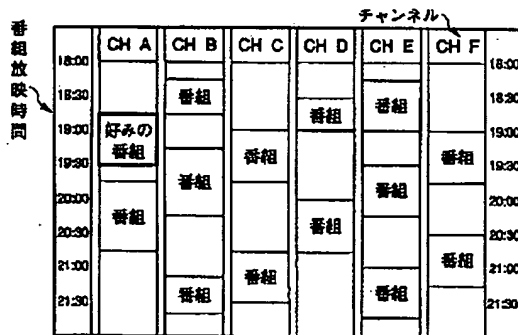 チャンネル
番組放映時間
CH A
CH B
CH C
CH D
CH E
CH F
18:00
18:30
19:00
19:30
20:00
20:30
21:00
21:30
好みの
番組
番組
番組
番組
番組
番組
番組
番組
番組
番組
番組
番組
番組
番組
18:00
18:30
19:00
19:30
20:00
20:30
21:00
21:30